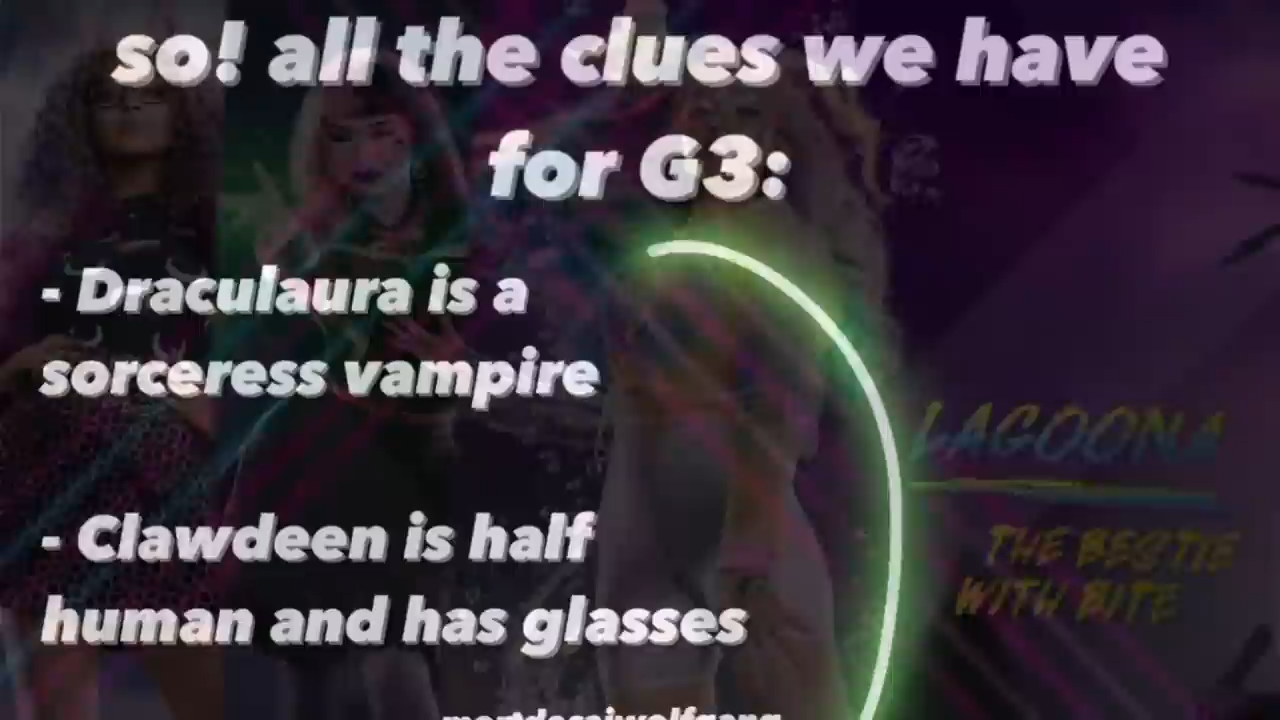 so! all the clues we have
for G3:
- Draculaura is a
sorceress vampire
LAGOONA
THE BESTIE
WITH BITE
- Clawdeen is half
human and has glasses